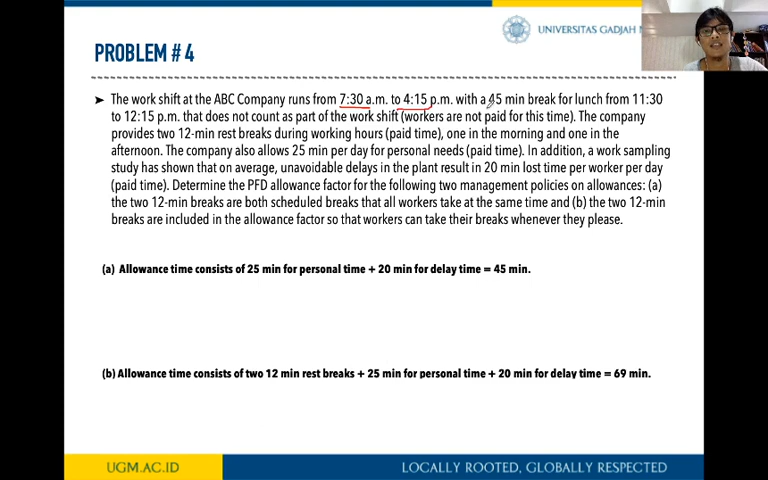 UNIVERSITAS GADJAH
PROBLEM # 4
➤ The work shift at the ABC Company runs from 7:30 a.m. to 4:15 p.m. with a 45 min break for lunch from 11:30
to 12:15 p.m. that does not count as part of the work shift (workers are not paid for this time). The company
provides two 12-min rest breaks during working hours (paid time), one in the morning and one in the
afternoon. The company also allows 25 min per day for personal needs (paid time). In addition, a work sampling
study has shown that on average, unavoidable delays in the plant result in 20 min lost time per worker per day
(paid time). Determine the PFD allowance factor for the following two management policies on allowances: (a)
the two 12-min breaks are both scheduled breaks that all workers take at the same time and (b) the two 12-min
breaks are included in the allowance factor so that workers can take their breaks whenever they please.
(a) Allowance time consists of 25 min for personal time + 20 min for delay time = 45 min.
(b) Allowance time consists of two 12 min rest breaks + 25 min for personal time + 20 min for delay time = 69 min.
UGM.AC.ID
LOCALLY ROOTED, GLOBALLY RESPECTED